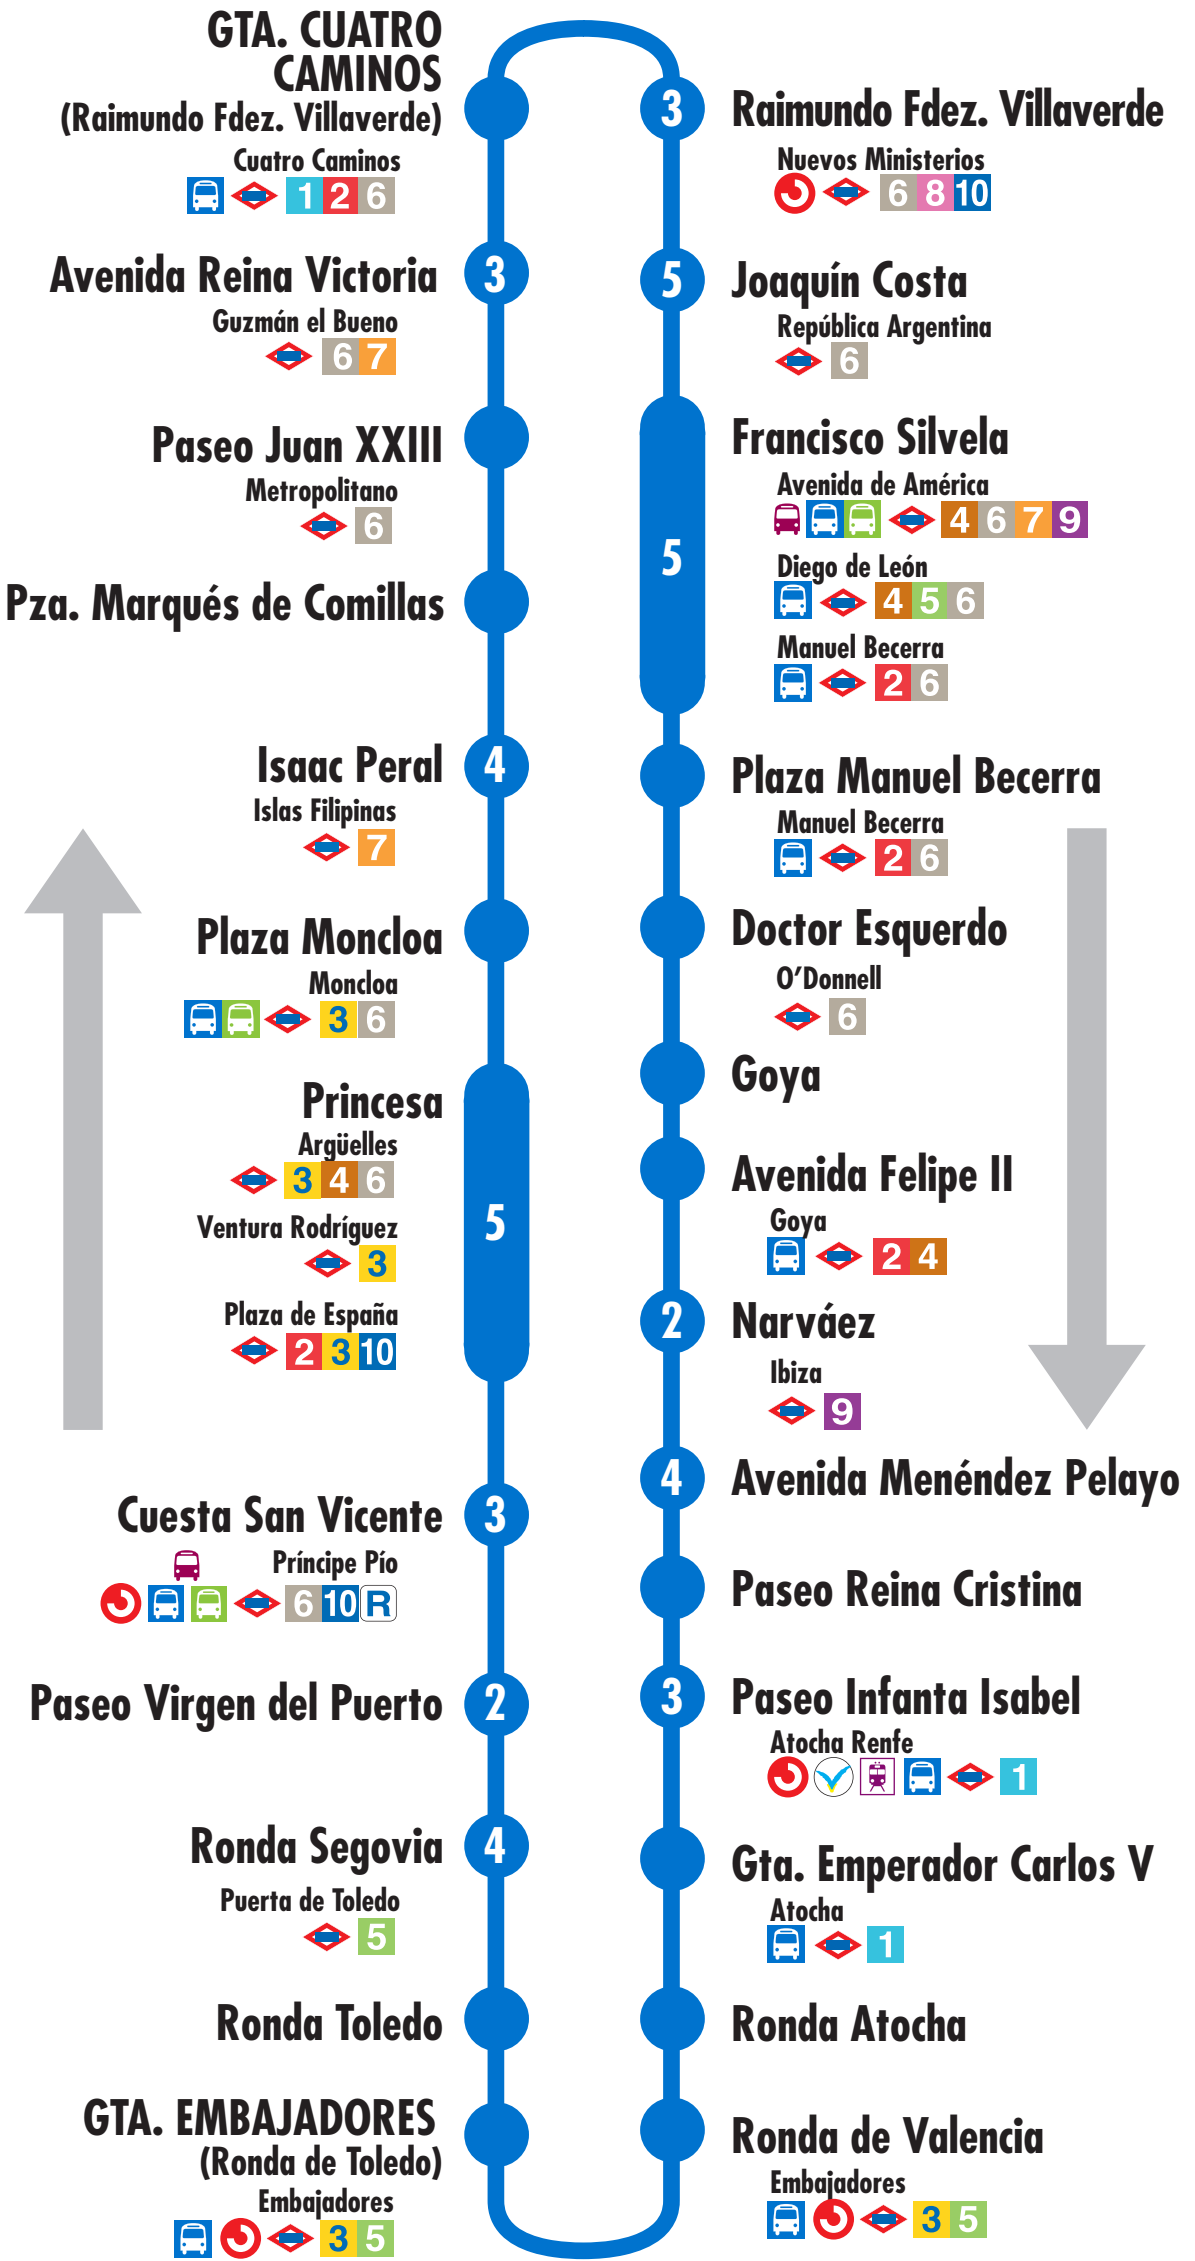 GTA. CUATRO
CAMINOS
(Raimundo Fdez. Villaverde)
Cuatro Caminos
1 2 6
3
Avenida Reina Victoria
Guzmán el Bueno
6 7
Paseo Juan XXIII
Metropolitano
6
Pza. Marqués de Comillas
4
Isaac Peral
Islas Filipinas
7
Plaza Moncloa
Moncloa
3 6
Princesa
Argüelles
3 4 6
5
Ventura Rodríguez
3
Plaza de España
2 3 10
3
Cuesta San Vicente
Príncipe Pío
6 10 R
Paseo Virgen del Puerto
2
Ronda Segovia
4
Puerta de Toledo
5
Ronda Toledo
GTA. EMBAJADORES
(Ronda de Toledo)
Embajadores
3 5
3
Raimundo Fdez. Villaverde
Nuevos Ministerios
6 8 10
5
Joaquín Costa
República Argentina
6
Francisco Silvela
Avenida de América
4 6 7 9
5
Diego de León
4 5 6
Manuel Becerra
2 6
Plaza Manuel Becerra
Manuel Becerra
2 6
Doctor Esquerdo
O'Donnell
6
Goya
Avenida Felipe II
Goya
2 4
2
Narváez
Ibiza
9
4
Avenida Menéndez Pelayo
Paseo Reina Cristina
3
Paseo Infanta Isabel
Atocha Renfe
1
Gta. Emperador Carlos V
Atocha
1
Ronda Atocha
Ronda de Valencia
Embajadores
3 5